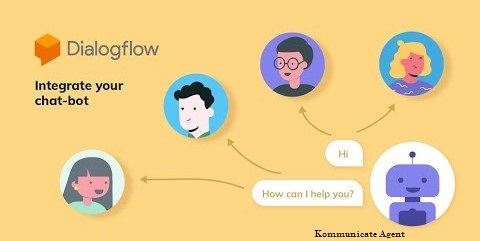 Dialogflow
Integrate your
chat-bot
Hi
How can I help you?
Kommunicate Agent